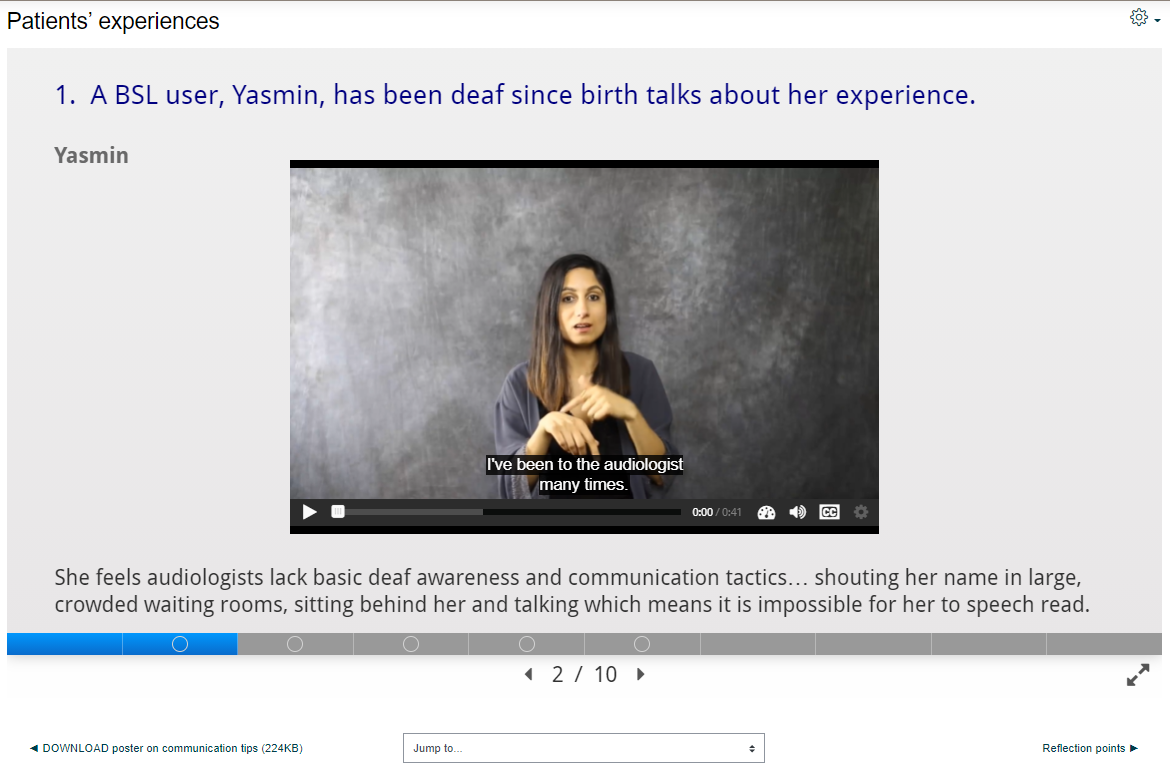 Patients’ experiences
1. A BSL user, Yasmin, has been deaf since birth talks about her experience.
Yasmin
I've been to the audiologist
many times.
0:00 / 0:41
CC
She feels audiologists lack basic deaf awareness and communication tactics... shouting her name in large,
crowded waiting rooms, sitting behind her and talking which means it is impossible for her to speech read.
2 / 10
◄ DOWNLOAD poster on communication tips (224KB)
Jump to...
Reflection points ►